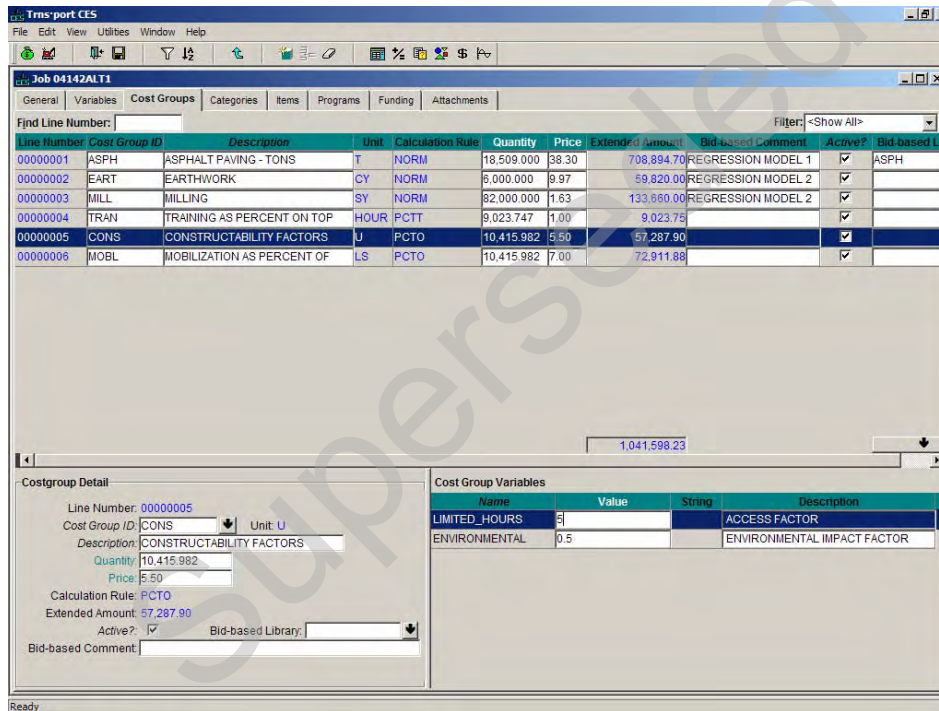 Trns·port CES
File Edit View Utilities Window Help
Job 04142ALT1
General Variables Cost Groups Categories Items Programs Funding Attachments
Find Line Number: Filter: <Show All>
Line Number Cost Group ID Description Unit Calculation Rule Quantity Price Extended Amount Bid-based Comment Active? Bid-based L
00000001 ASPH ASPHALT PAVING - TONS T NORM 18,509.000 38.30 708,894.70 REGRESSION MODEL 1 ASPH
00000002 EART EARTHWORK CY NORM 6,000.000 9.97 59,820.00 REGRESSION MODEL 2
00000003 MILL MILLING SY NORM 82,000.000 1.63 133,660.00 REGRESSION MODEL 2
00000004 TRAN TRAINING AS PERCENT ON TOP HOUR PCTT 9,023.747 1.00 9,023.75
00000005 CONS CONSTRUCTABILITY FACTORS U PCTO 10,415.982 5.50 57,287.90
00000006 MOBL MOBILIZATION AS PERCENT OF LS PCTO 10,415.982 7.00 72,911.88
1,041,598.23
Costgroup Detail
Line Number: 00000005
Cost Group ID: CONS Unit: U
Description: CONSTRUCTABILITY FACTORS
Quantity: 10,415.982
Price: 5.50
Calculation Rule: PCTO
Extended Amount: 57,287.90
Active?: Bid-based Library:
Bid-based Comment:
Cost Group Variables
Name Value String Description
LIMITED_HOURS 5 ACCESS FACTOR
ENVIRONMENTAL 0.5 ENVIRONMENTAL IMPACT FACTOR
Ready
Superseded